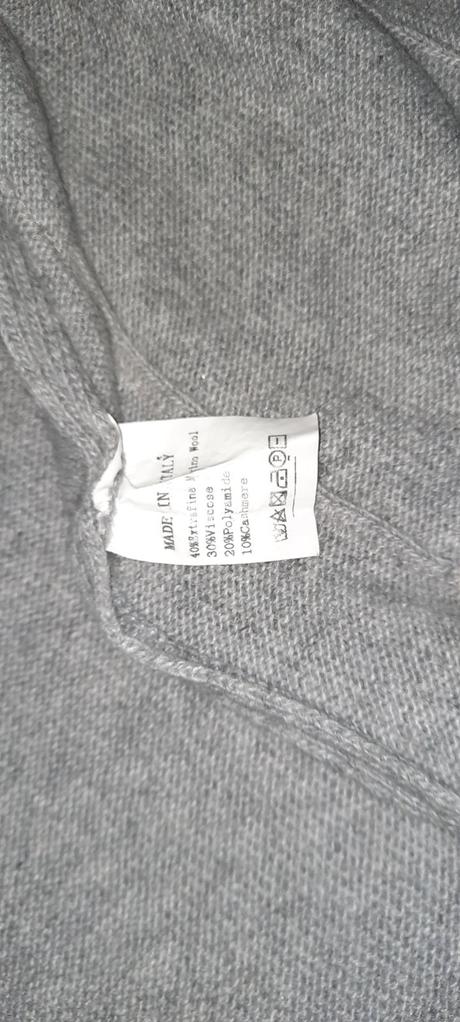 MADE IN ITALY
40%Extrafine Wool
30%Viscose
20%Polyamide
10%Cashmere
P